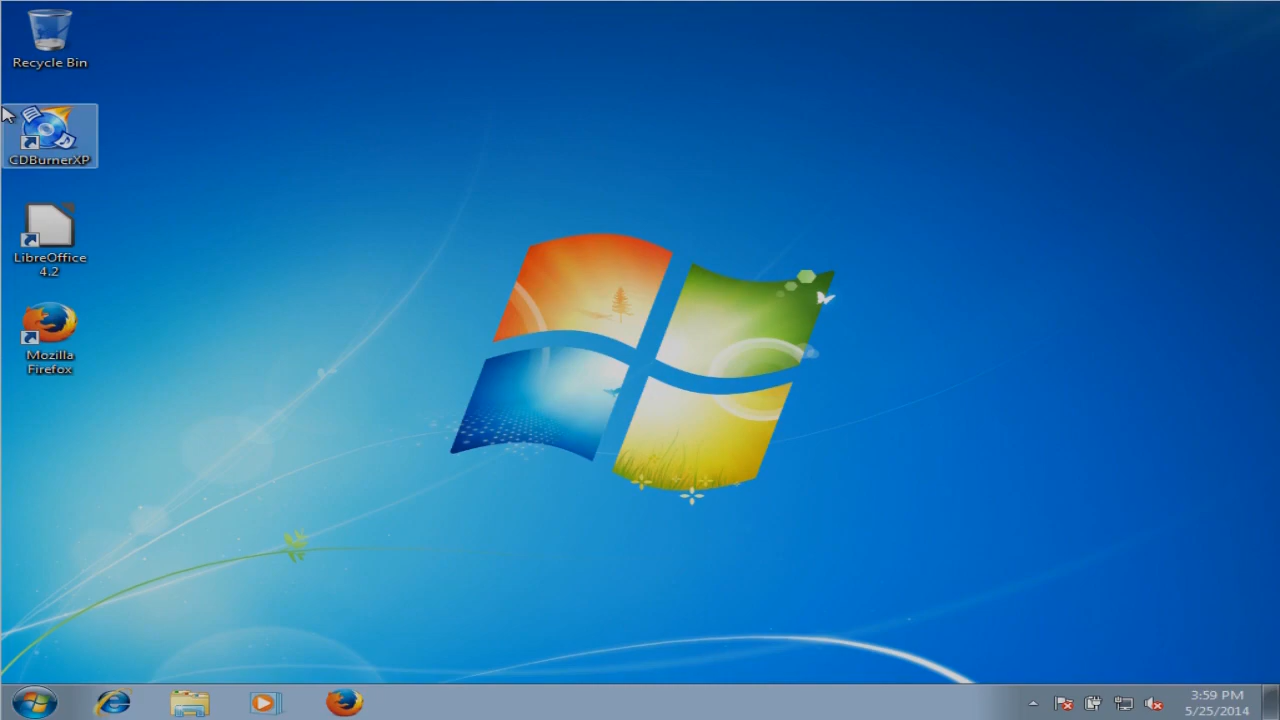 Recycle Bin
CDBurnerXP
LibreOffice
4.2
Mozilla
Firefox
3:59 PM
5/25/2014